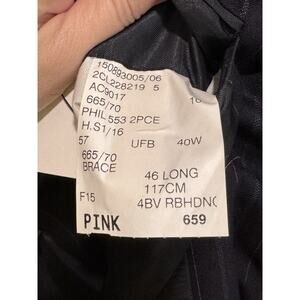 150893005/06
2CL228219 5
AC9017
665/70
PHIL 553 2PCE
H.S1/16
57 UFB 40W
665/70
BRACE
46 LONG
117CM
F15 4BV RBHDNG
PINK 659